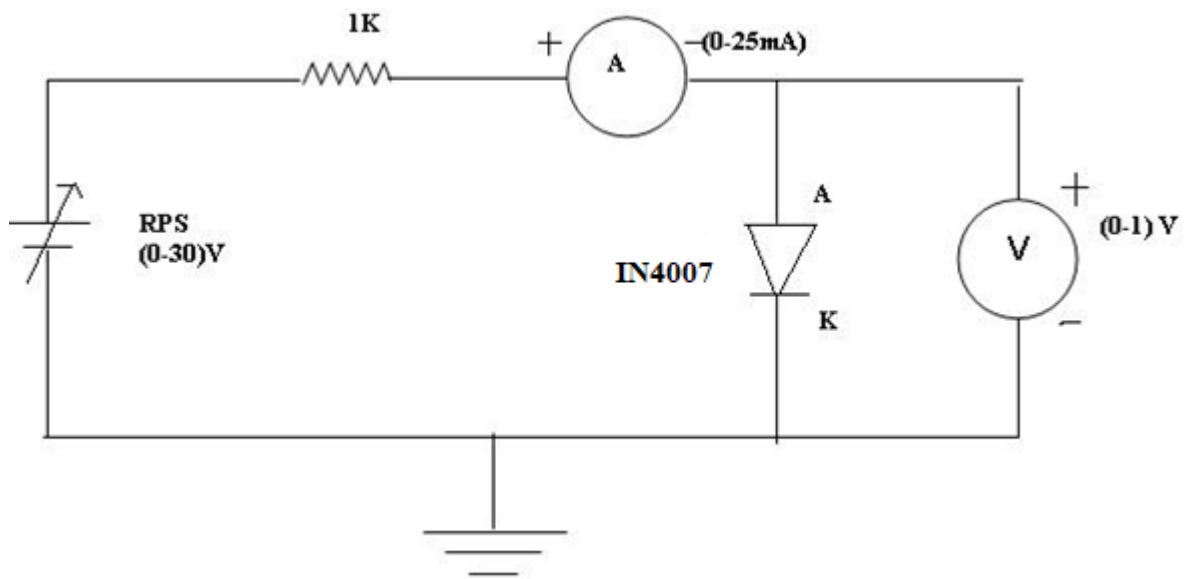 1K
+
−(0-25mA)
A
RPS
(0-30)V
A
IN4007
K
+
(0-1) V
V
−